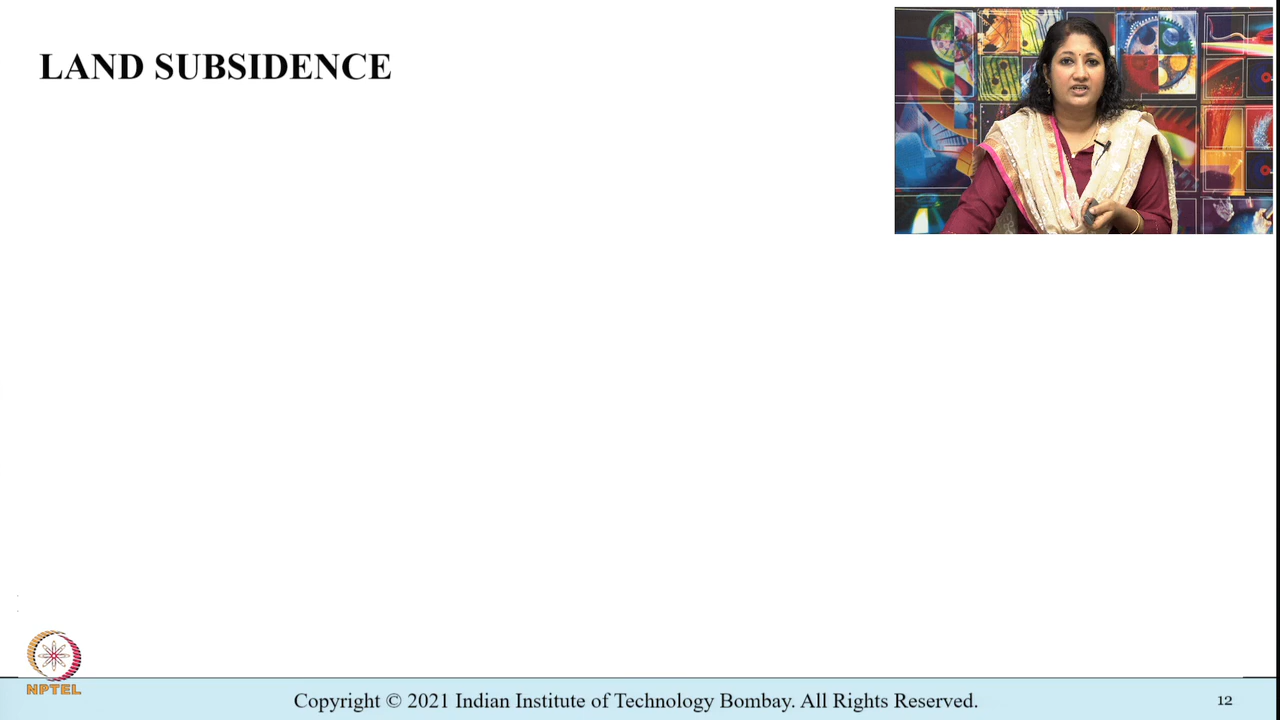 LAND SUBSIDENCE
NPTEL
Copyright © 2021 Indian Institute of Technology Bombay. All Rights Reserved.
12